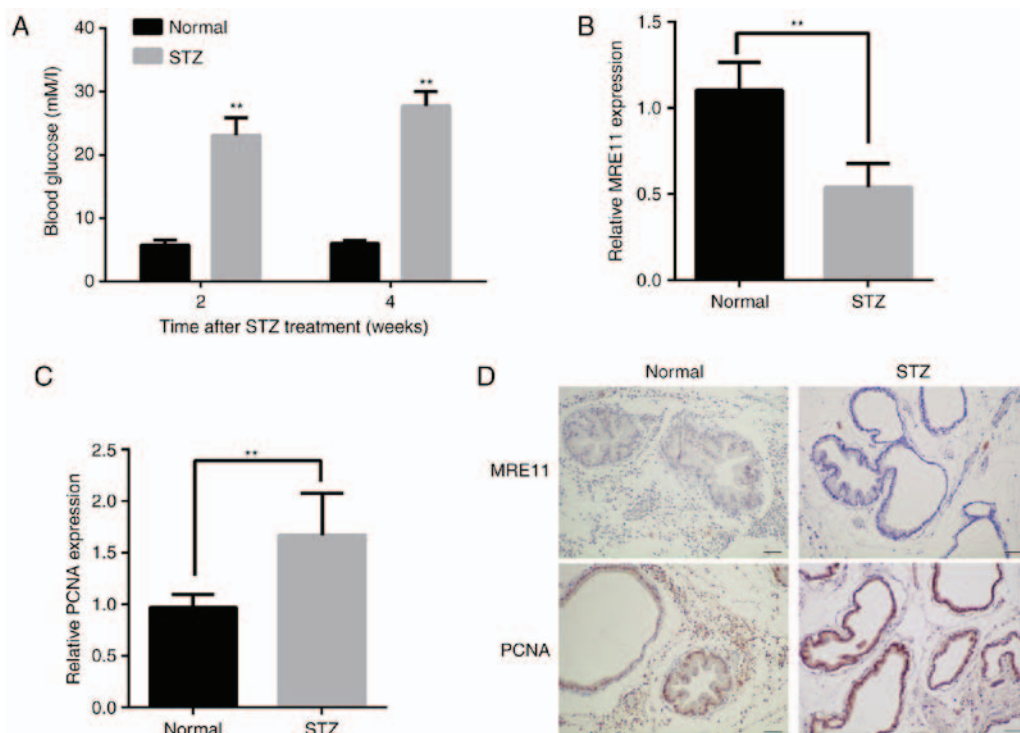 A
Normal
STZ
Blood glucose (mM/l)
40
30
20
10
0
**
**
2
4
Time after STZ treatment (weeks)
B
Relative MRE11 expression
1.5
1.0
0.5
0.0
**
Normal
STZ
C
Relative PCNA expression
2.5
2.0
1.5
1.0
0.5
0.0
**
Normal
STZ
D
Normal
STZ
MRE11
PCNA